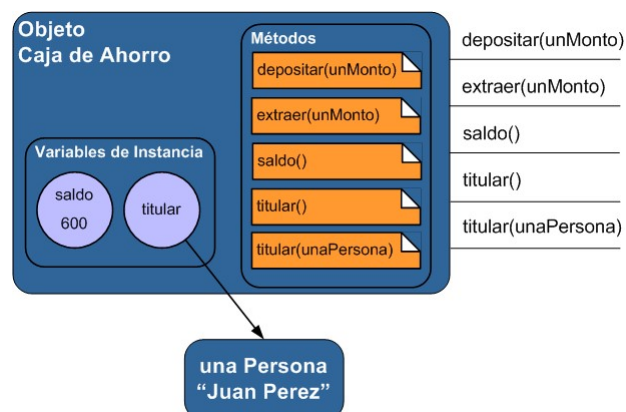 Objeto
Caja de Ahorro
Variables de Instancia
saldo
600
titular
Métodos
depositar(unMonto)
extraer(unMonto)
saldo()
titular()
titular(unaPersona)
depositar(unMonto)
extraer(unMonto)
saldo()
titular()
titular(unaPersona)
una Persona
“Juan Perez”